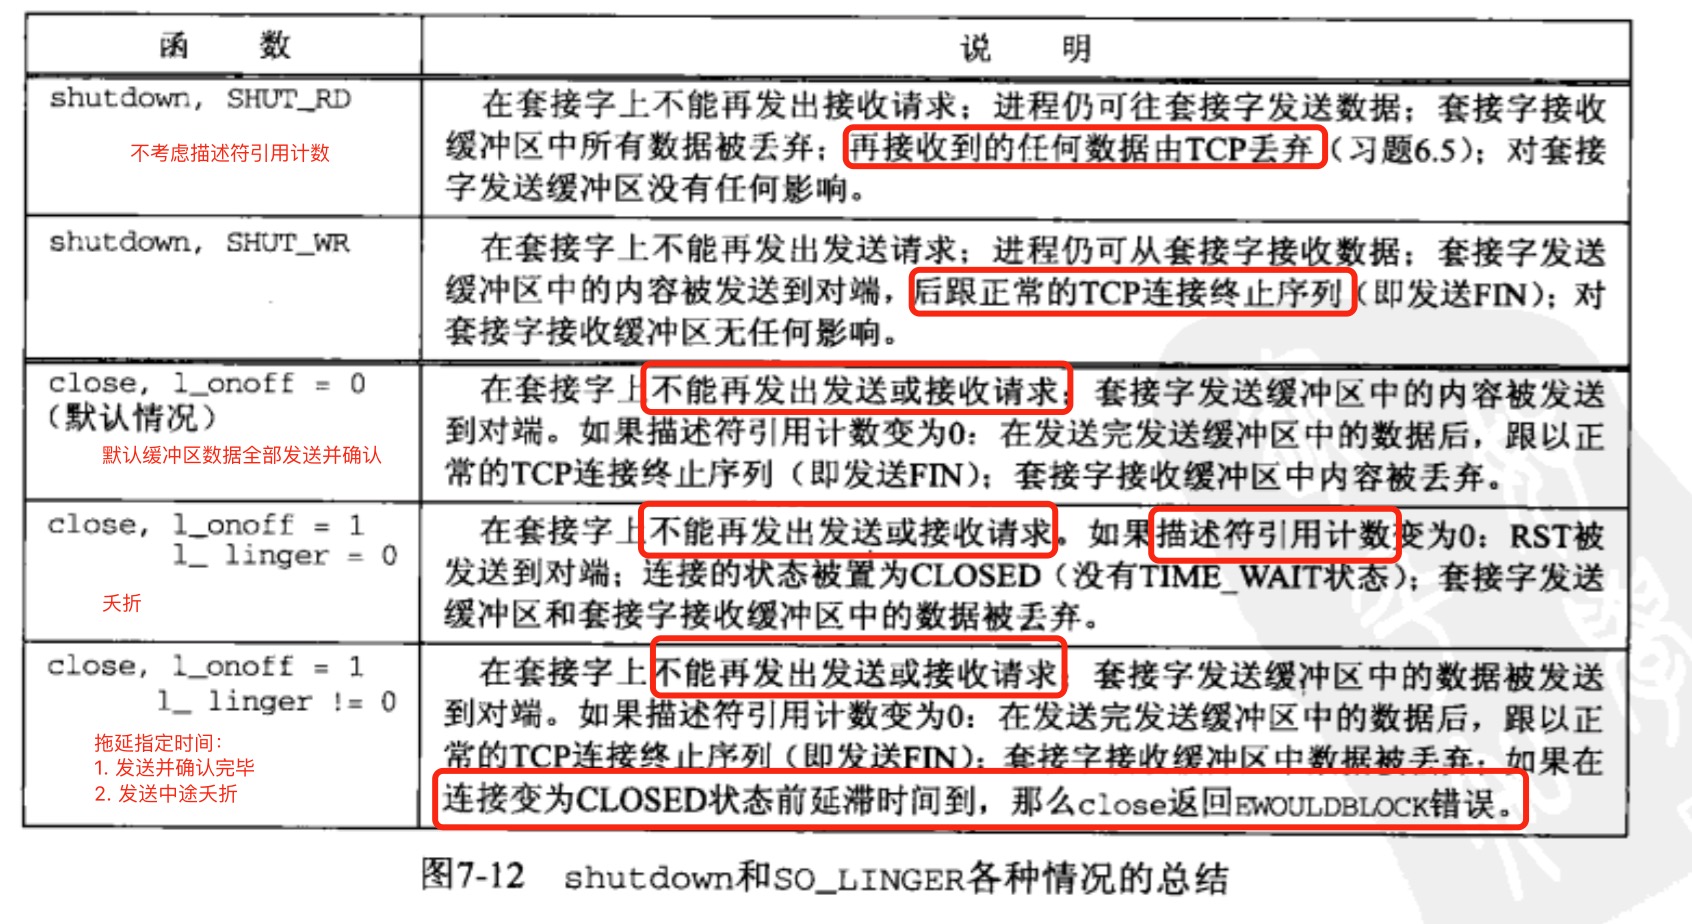 函 数
说 明
shutdown, SHUT_RD
不考虑描述符引用计数
在套接字上不能再发出接收请求；进程仍可往套接字发送数据；套接字接收
缓冲区中所有数据被丢弃；再接收到的任何数据由TCP丢弃（习题6.5）；对套接
字发送缓冲区没有任何影响。
shutdown, SHUT_WR
在套接字上不能再发出发送请求；进程仍可从套接字接收数据；套接字发送
缓冲区中的内容被发送到对端，后跟正常的TCP连接终止序列（即发送FIN）；对
套接字接收缓冲区无任何影响。
close, l_onoff = 0
（默认情况）
默认缓冲区数据全部发送并确认
在套接字上不能再发出发送或接收请求；套接字发送缓冲区中的内容被发送
到对端。如果描述符引用计数变为0：在发送完发送缓冲区中的数据后，跟以正
常的TCP连接终止序列（即发送FIN）；套接字接收缓冲区中内容被丢弃。
close, l_onoff = 1
l_ linger = 0
夭折
在套接字上不能再发出发送或接收请求。如果描述符引用计数变为0：RST被
发送到对端；连接的状态被置为CLOSED（没有TIME_WAIT状态）；套接字发送
缓冲区和套接字接收缓冲区中的数据被丢弃。
close, l_onoff = 1
l_ linger != 0
拖延指定时间：
1. 发送并确认完毕
2. 发送中途夭折
在套接字上不能再发出发送或接收请求；套接字发送缓冲区中的数据被发送
到对端。如果描述符引用计数变为0：在发送完发送缓冲区中的数据后，跟以正
常的TCP连接终止序列（即发送FIN）；套接字接收缓冲区中数据被丢弃；如果在
连接变为CLOSED状态前延滞时间到，那么close返回EWOULDBLOCK错误。
图7-12 shutdown和SO_LINGER各种情况的总结